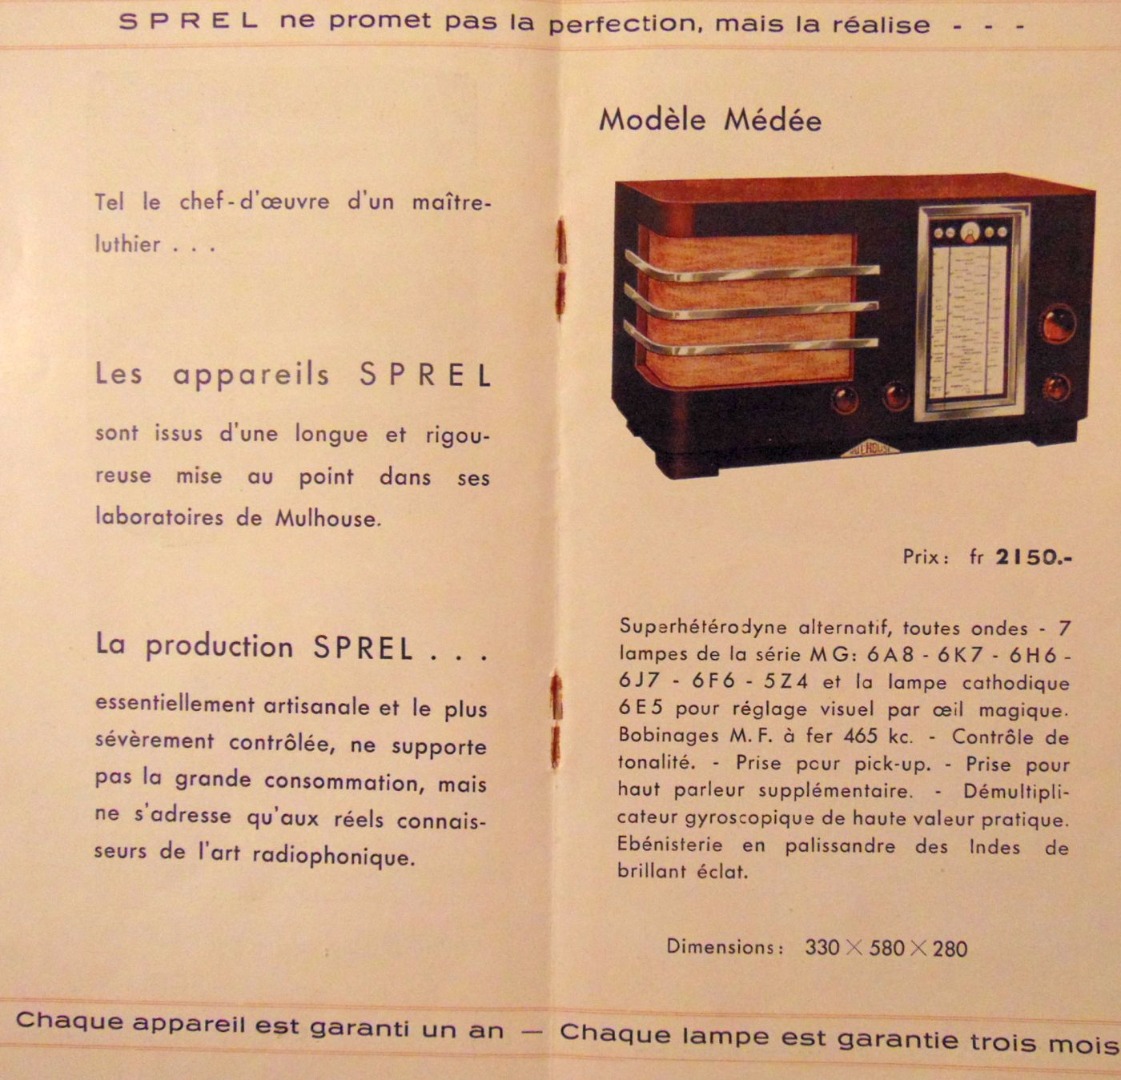 SPREL ne promet pas la perfection, mais la réalise - - -
Tel le chef-d'œuvre d'un maître-
luthier . . .
Les appareils SPREL
sont issus d'une longue et rigou-
reuse mise au point dans ses
laboratoires de Mulhouse.
La production SPREL . . .
essentiellement artisanale et le plus
sévèrement contrôlée, ne supporte
pas la grande consommation, mais
ne s'adresse qu'aux réels connais-
seurs de l'art radiophonique.
Modèle Médée
Prix: fr 2150.-
Superhétérodyne alternatif, toutes ondes - 7
lampes de la série MG: 6A8 - 6K7 - 6H6 -
6J7 - 6F6 - 5Z4 et la lampe cathodique
6E5 pour réglage visuel par œil magique.
Bobinages M.F. à fer 465 kc. - Contrôle de
tonalité. - Prise pour pick-up. - Prise pour
haut parleur supplémentaire. - Démultipli-
cateur gyroscopique de haute valeur pratique.
Ebénisterie en palissandre des Indes de
brillant éclat.
Dimensions: 330 × 580 × 280
Chaque appareil est garanti un an — Chaque lampe est garantie trois mois